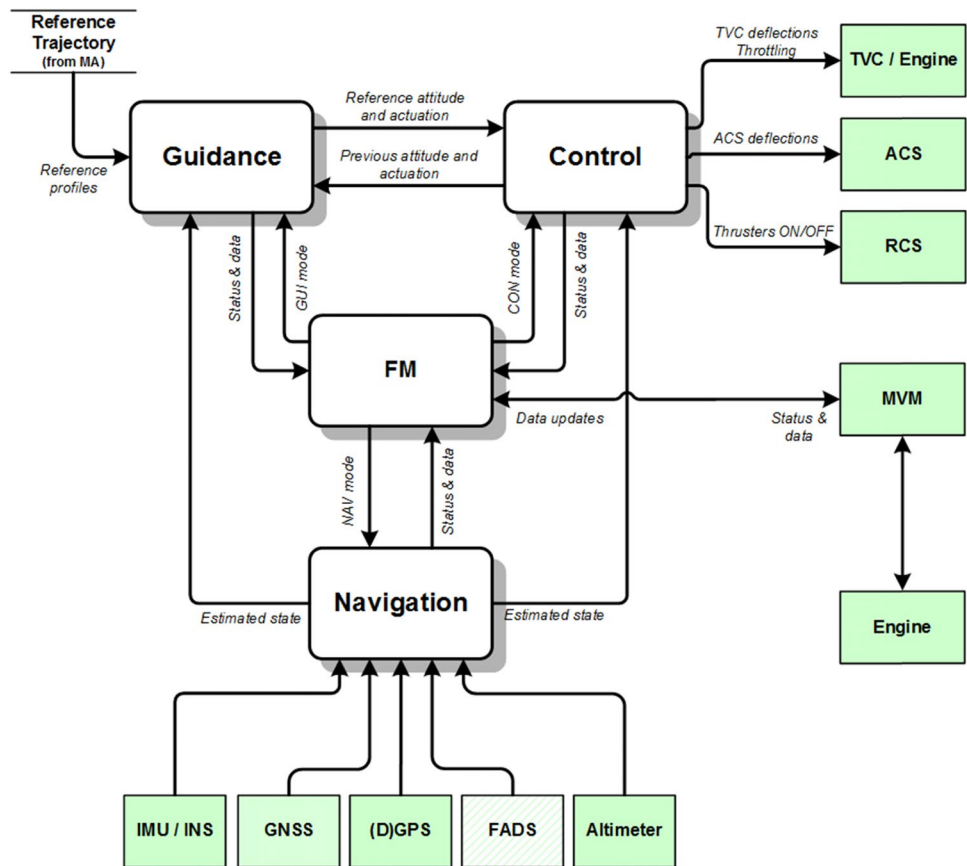 Reference
Trajectory
(from MA)
Reference
profiles
Guidance
Reference attitude
and actuation
Previous attitude and
actuation
Control
TVC deflections
Throttling
TVC / Engine
ACS deflections
ACS
Thrusters ON/OFF
RCS
Status & data
GUI mode
CON mode
Status & data
FM
Data updates
Status &
data
MVM
NAV mode
Status & data
Navigation
Estimated state
Estimated state
Engine
IMU / INS
GNSS
(D)GPS
FADS
Altimeter